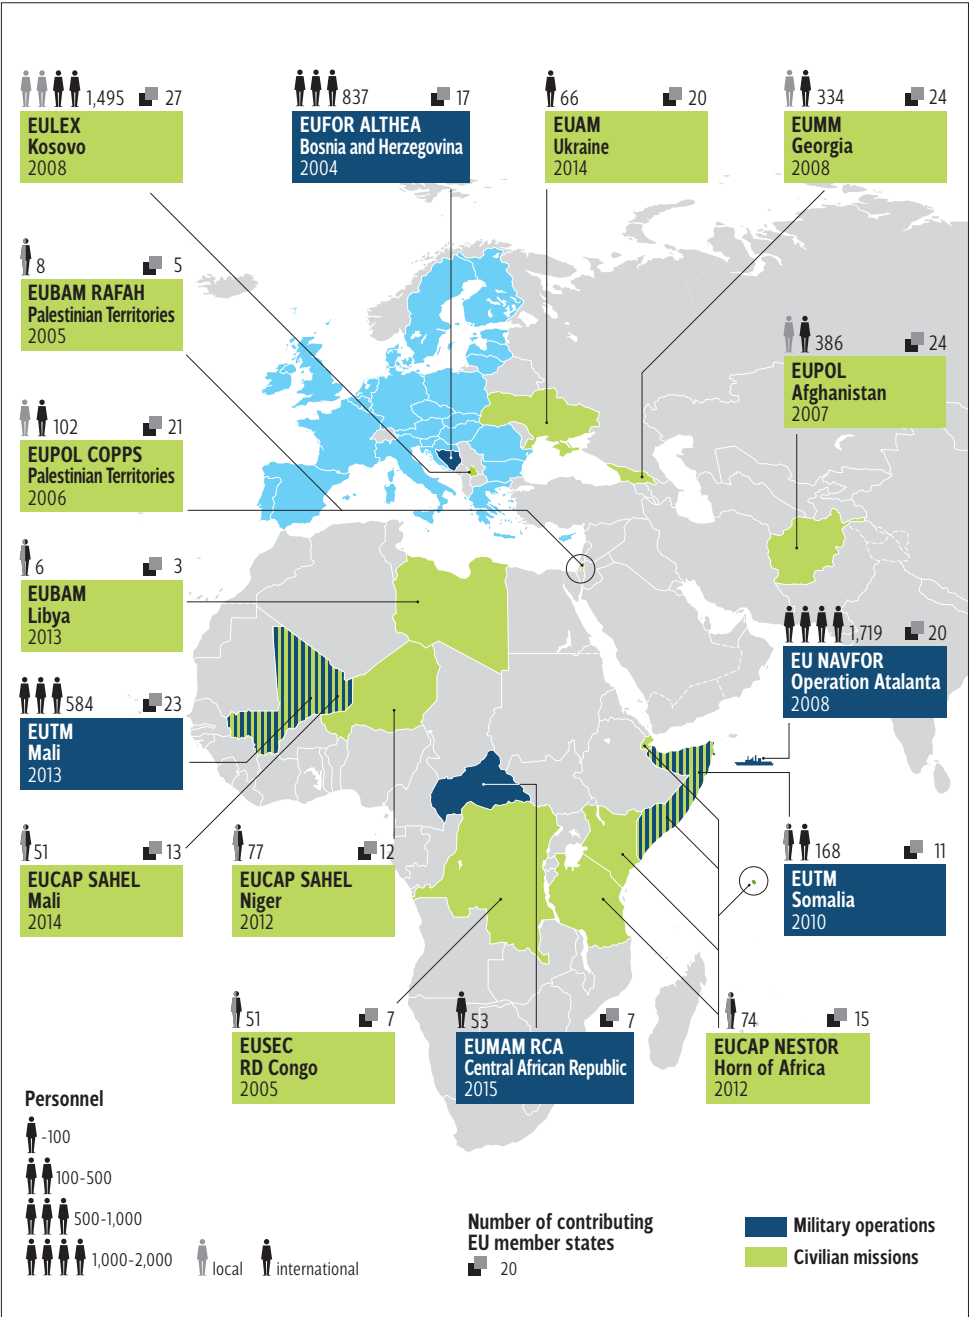 1,495 27
EULEX
Kosovo
2008
837 17
EUFOR ALTHEA
Bosnia and Herzegovina
2004
66 20
EUAM
Ukraine
2014
334 24
EUMM
Georgia
2008
8 5
EUBAM RAFAH
Palestinian Territories
2005
386 24
EUPOL
Afghanistan
2007
102 21
EUPOL COPPS
Palestinian Territories
2006
6 3
EUBAM
Libya
2013
1,719 20
EU NAVFOR
Operation Atalanta
2008
584 23
EUTM
Mali
2013
51 13
EUCAP SAHEL
Mali
2014
77 12
EUCAP SAHEL
Niger
2012
168 11
EUTM
Somalia
2010
51 7
EUSEC
RD Congo
2005
53 7
EUMAM RCA
Central African Republic
2015
74 15
EUCAP NESTOR
Horn of Africa
2012
Personnel
-100
100-500
500-1,000
1,000-2,000
local
international
Number of contributing
EU member states
20
Military operations
Civilian missions